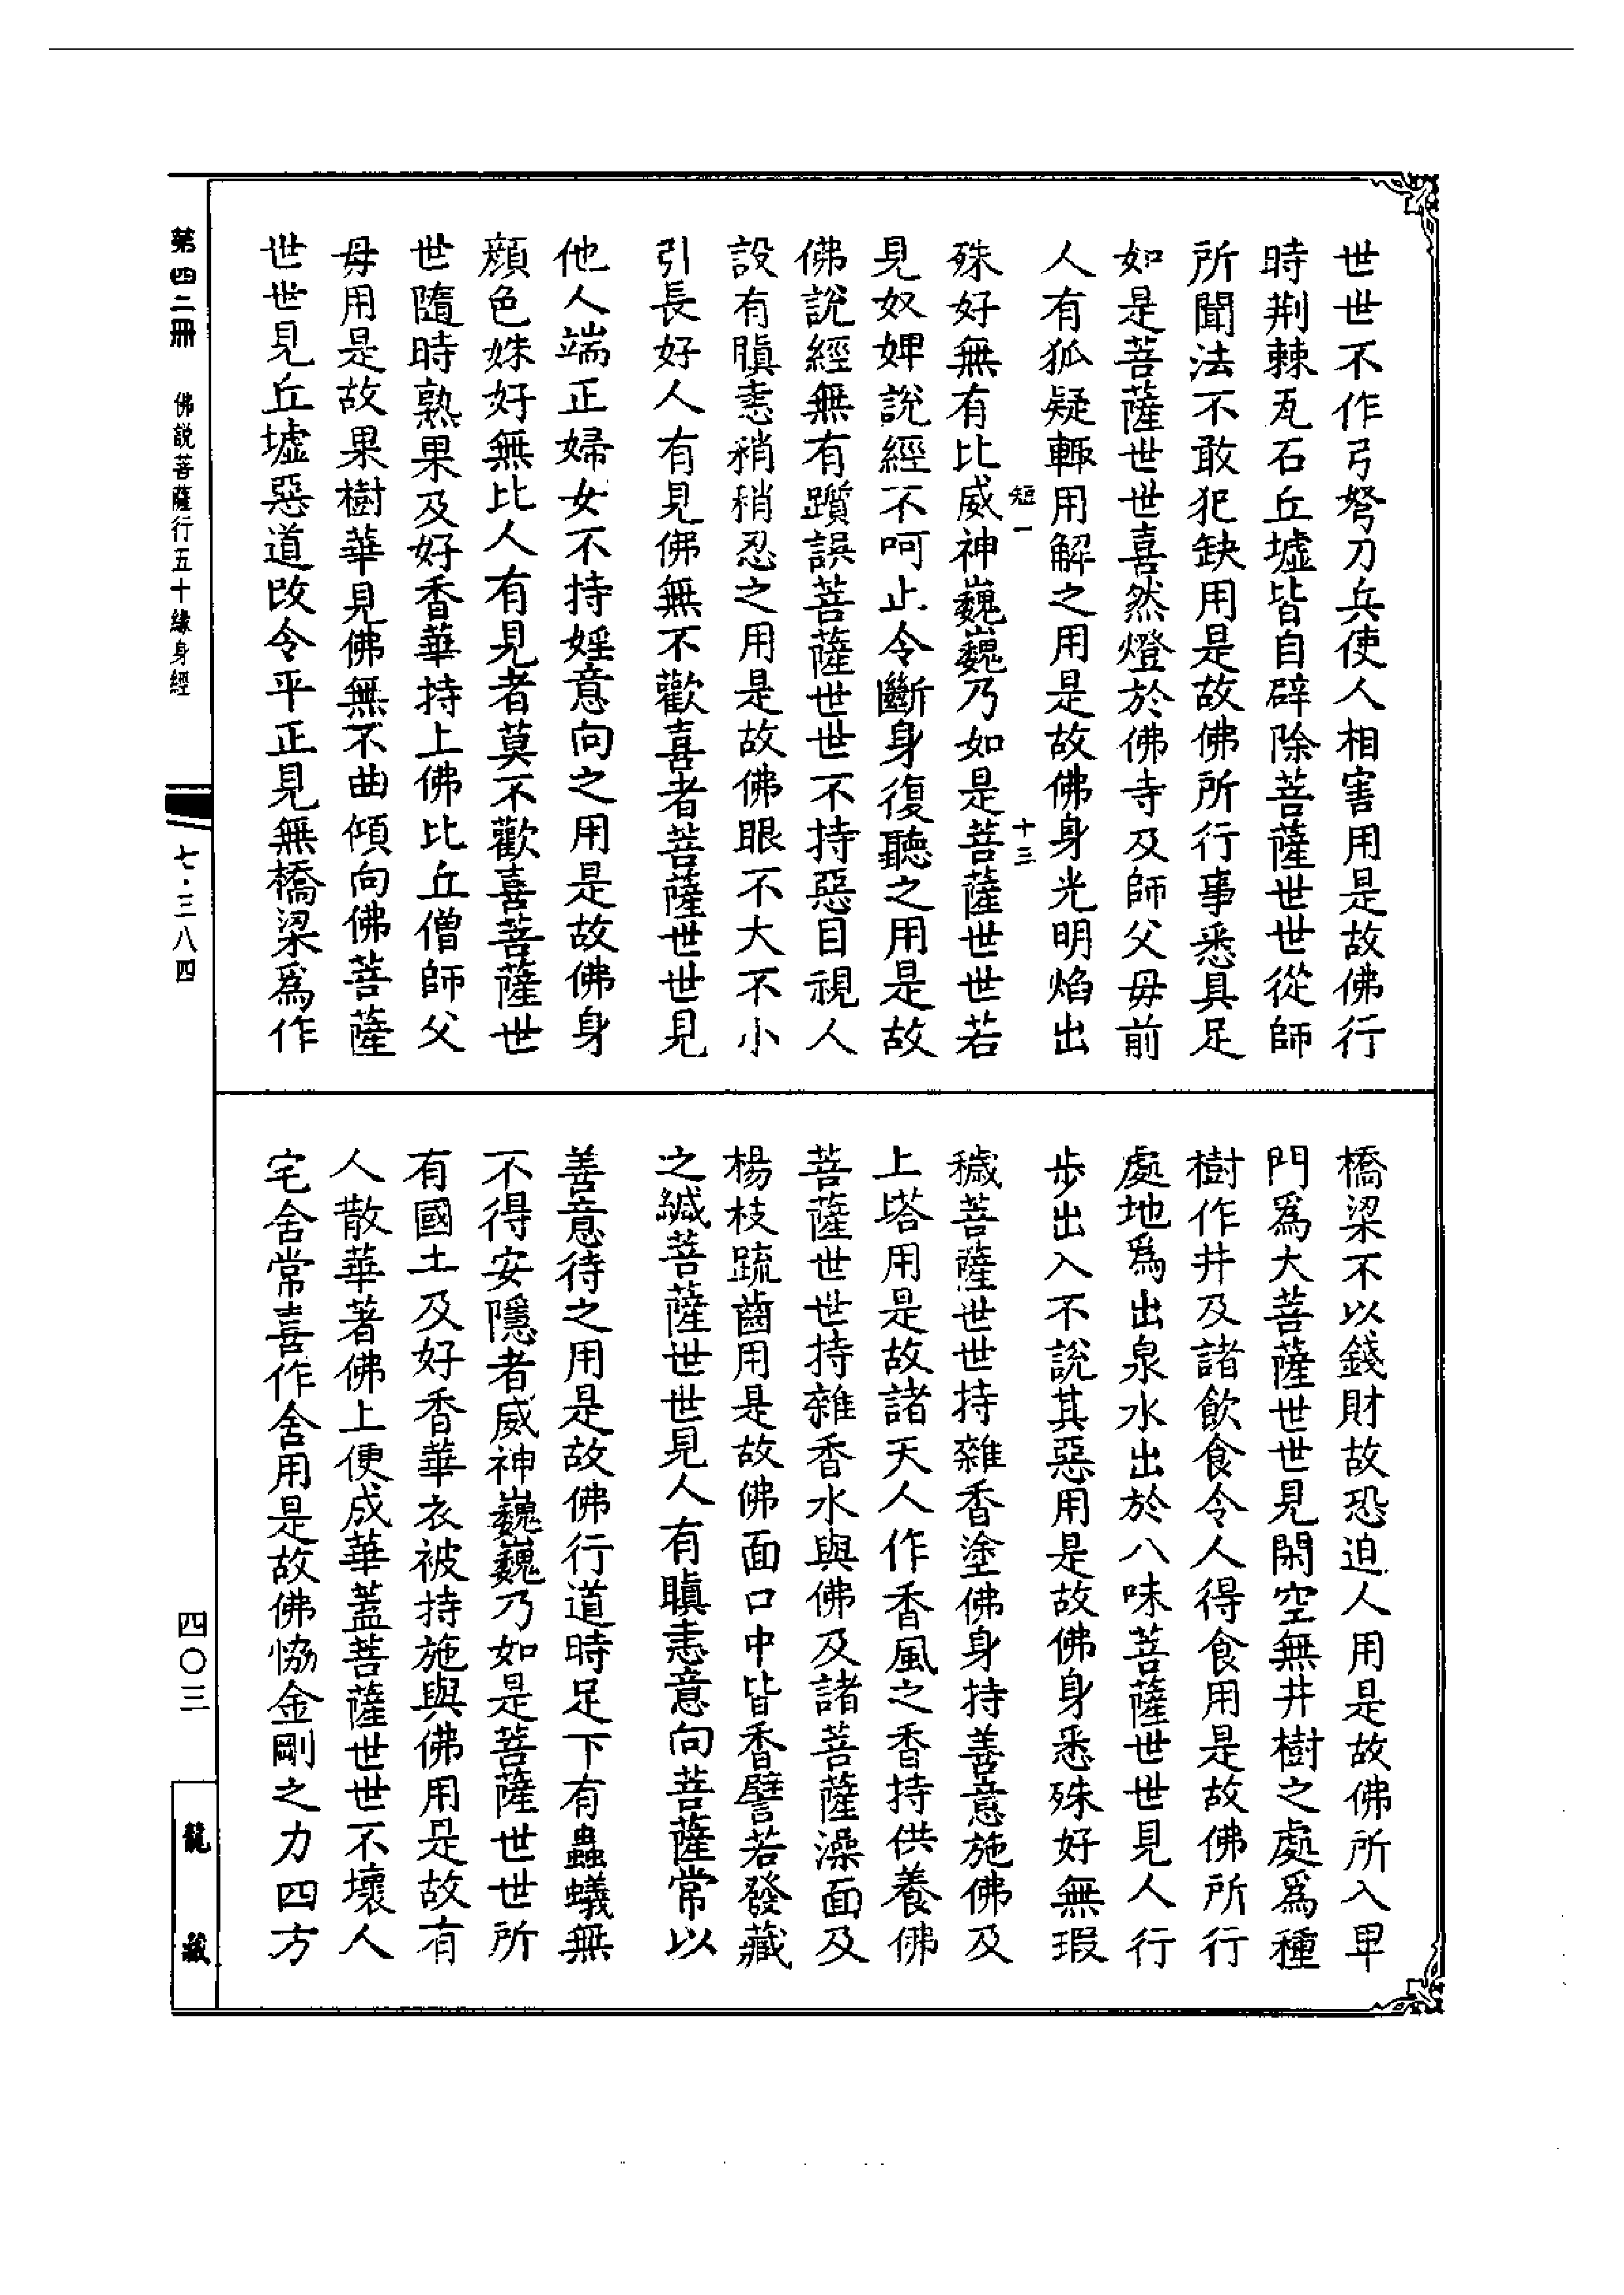 世世不作弓弩刀兵使人相害用是故佛行
時荆棘瓦石丘墟皆自辟除菩薩世世從師
所聞法不敢犯缺用是故佛所行事悉具足
如是菩薩世世喜然燈於佛寺及師父毋前
人有狐疑輙用解之用是故佛身光明焰出
短一 十三
殊好無有比威神巍巍乃如是菩薩世世若
見奴婢說經不呵止令斷身復聽之用是故
佛說經無有躓誤菩薩世世不持惡目視人
設有瞋恚稍稍忍之用是故佛眼不大不小
引長好人有見佛無不歡喜者菩薩世世見
他人端正婦女不持婬意向之用是故佛身
顔色姝好無比人有見者莫不歡喜菩薩世
世隨時熟果及好香華持上佛比丘僧師父
毋用是故果樹華見佛無不曲傾向佛菩薩
世世見丘墟惡道改令平正見無橋梁爲作
橋梁不以錢財故恐迫人用是故佛所入卑
門爲大菩薩世世見閑空無井樹之處爲種
樹作井及諸飲食令人得食用是故佛所行
處地爲出泉水出於八味菩薩世世見人行
步出入不說其惡用是故佛身悉殊好無瑕
穢菩薩世世持雜香塗佛身持善意施佛及
上塔用是故諸天人作香風之香持供養佛
菩薩世世持雜香水與佛及諸菩薩澡面及
楊枝疏齒用是故佛面口中皆香譬若發藏
之緘菩薩世世見人有瞋恚意向菩薩常以
善意待之用是故佛行道時足下有蟲蟻無
不得安隱者威神巍巍乃如是菩薩世世所
有國土及好香華衣被持施與佛用是故有
人散華著佛上便成華蓋菩薩世世不壞人
宅舍常喜作舍用是故佛恊金剛之力四方
第四二冊 佛説菩薩行五十緣身經 七·三八四 四〇三 龍藏